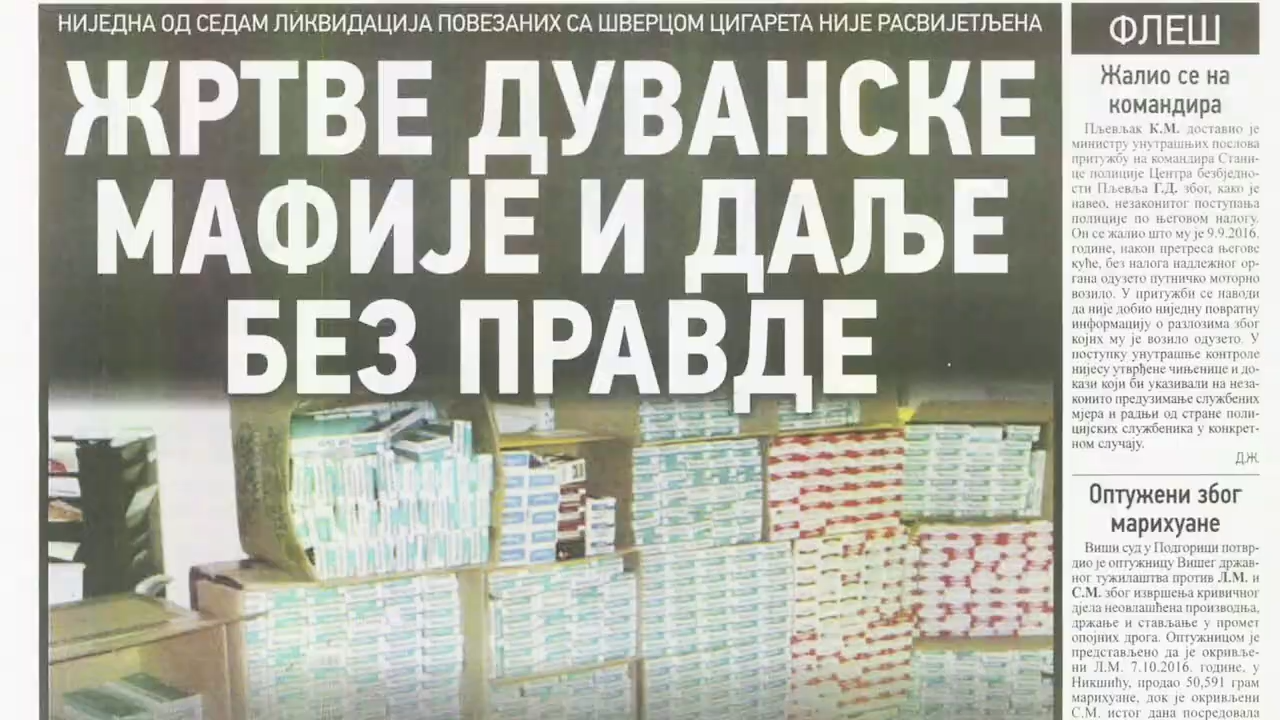 НИЈЕДНА ОД СЕДАМ ЛИКВИДАЦИЈА ПОВЕЗАНИХ СА ШВЕРЦОМ ЦИГАРЕТА НИЈЕ РАСВИЈЕТЉЕНА
ЖРТВЕ ДУВАНСКЕ
МАФИЈЕ И ДАЉЕ
БЕЗ ПРАВДЕ
ФЛЕШ
Жалио се на
командира
Пљевљак К.М. доставио је
министру унутрашњих послова
притужбу на командира Стани-
це полиције Центра безбједно-
сти Пљевља Г.Д. због, како је
навео, незаконитог поступања
полиције по његовом налогу.
Он се жалио што му је 9.9.2016.
године, након претреса његове
куће, без налога надлежног ор-
гана одузето путничко моторно
возило. У притужби се наводи
да није добио ниједну повратну
информацију о разлозима због
којих му је возило одузето. У
поступку унутрашње контроле
нијесу утврђене чињенице и до-
кази који би указивали на неза-
конито предузимање службених
мјера и радњи од стране поли-
цијских службеника у конкрет-
ном случају.
Д.Ж.
Оптужени због
марихуане
Виши суд у Подгорици потвр-
дио је оптужницу Вишег држав-
ног тужилаштва против Л.М. и
С.М. због извршења кривичног
дјела неовлашћена производња,
држање и стављање у промет
опојних дрога. Оптужницом је
представљено да је окривље-
ни Л.М. 7.10.2016. године, у
Никшићу, продао 50,591 грам
марихуане, док је окривљени
С.М. истог дана посредовала